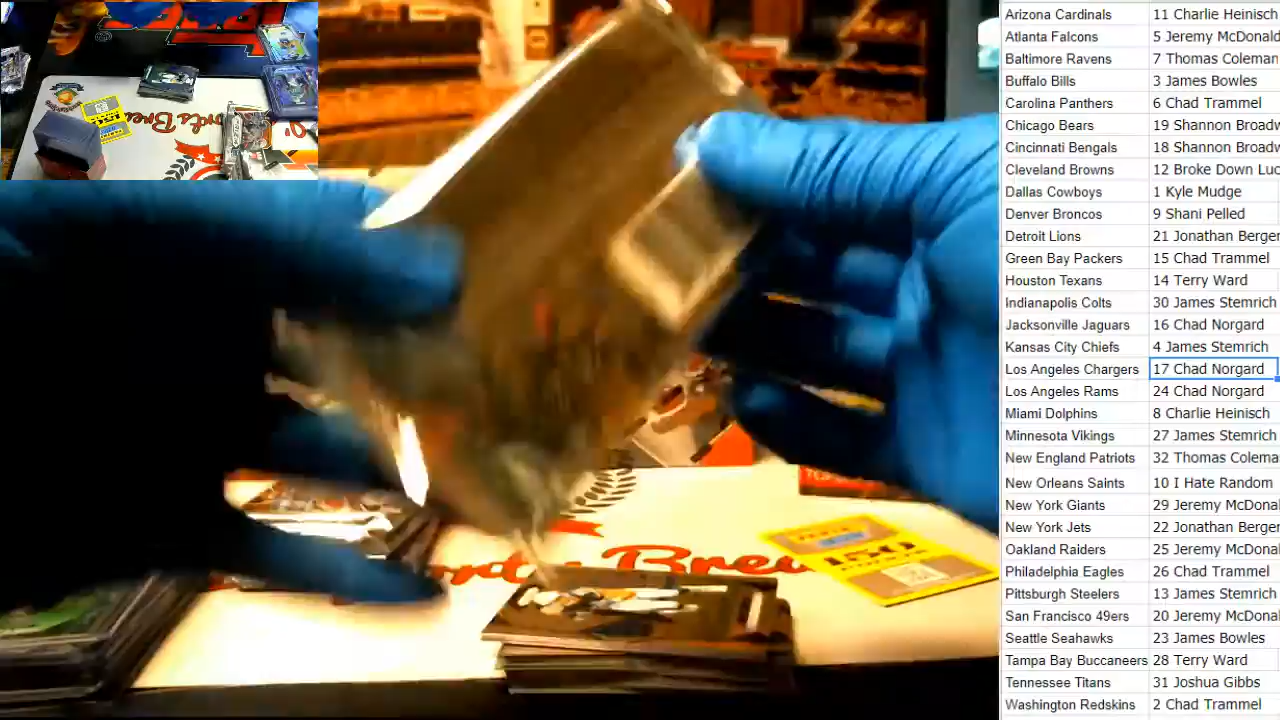 Arizona Cardinals 11 Charlie Heinisch
Atlanta Falcons 5 Jeremy McDonald
Baltimore Ravens 7 Thomas Coleman
Buffalo Bills 3 James Bowles
Carolina Panthers 6 Chad Trammel
Chicago Bears 19 Shannon Broadw
Cincinnati Bengals 18 Shannon Broadw
Cleveland Browns 12 Broke Down Luc
Dallas Cowboys 1 Kyle Mudge
Denver Broncos 9 Shani Pelled
Detroit Lions 21 Jonathan Berger
Green Bay Packers 15 Chad Trammel
Houston Texans 14 Terry Ward
Indianapolis Colts 30 James Stemrich
Jacksonville Jaguars 16 Chad Norgard
Kansas City Chiefs 4 James Stemrich
Los Angeles Chargers 17 Chad Norgard
Los Angeles Rams 24 Chad Norgard
Miami Dolphins 8 Charlie Heinisch
Minnesota Vikings 27 James Stemrich
New England Patriots 32 Thomas Colema
New Orleans Saints 10 I Hate Random
New York Giants 29 Jeremy McDona
New York Jets 22 Jonathan Berger
Oakland Raiders 25 Jeremy McDona
Philadelphia Eagles 26 Chad Trammel
Pittsburgh Steelers 13 James Stemrich
San Francisco 49ers 20 Jeremy McDona
Seattle Seahawks 23 James Bowles
Tampa Bay Buccaneers 28 Terry Ward
Tennessee Titans 31 Joshua Gibbs
Washington Redskins 2 Chad Trammel
150